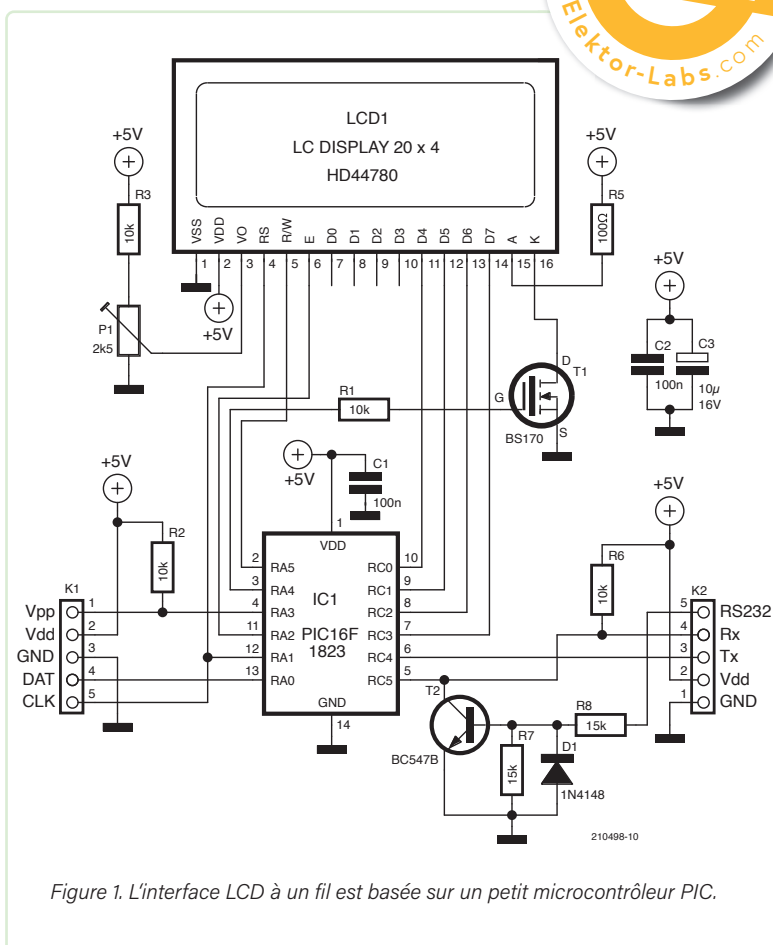 Elektor-Labs.com
LCD1
LC DISPLAY 20 x 4
HD44780
+5V
R3
10k
+5V
R5
100Ω
VSS
VDD
VO
RS
R/W
E
D0
D1
D2
D3
D4
D5
D6
D7
A
K
1
2
3
4
5
6
7
8
9
10
11
12
13
14
15
16
P1
2k5
+5V
R1
10k
G
D
T1
S
BS170
+5V
C2
100n
C3
10µ
16V
+5V
C1
100n
+5V
R2
10k
1
VDD
2
RA5
3
RA4
4
RA3
11
RA2
12
RA1
13
RA0
IC1
PIC16F
1823
RC0
10
RC1
9
RC2
8
RC3
7
RC4
6
RC5
5
GND
14
K1
Vpp
1
Vdd
2
GND
3
DAT
4
CLK
5
+5V
R6
10k
K2
5
RS232
4
Rx
3
Tx
2
Vdd
1
GND
T2
BC547B
R7
15k
R8
15k
D1
1N4148
210498-10
Figure 1. L'interface LCD à un fil est basée sur un petit microcontrôleur PIC.